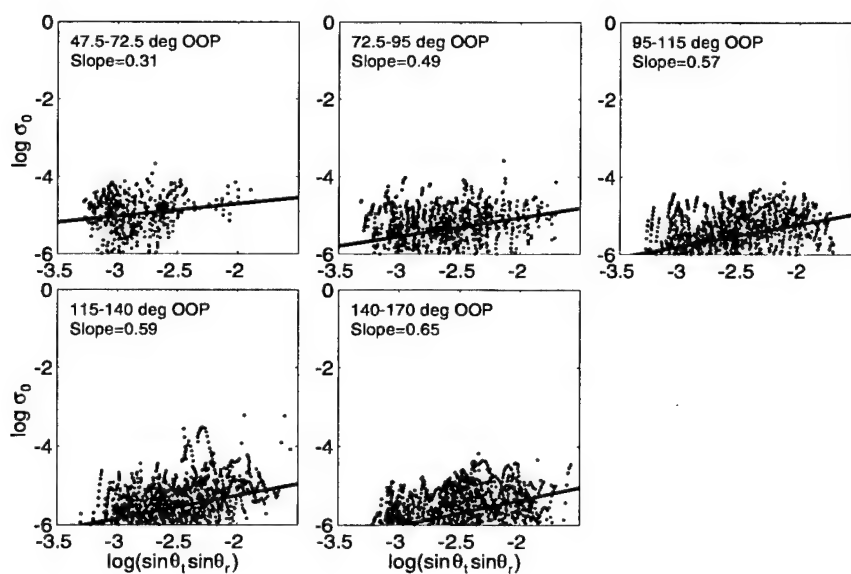 0
-2
-4
-6
log σ₀
47.5-72.5 deg OOP
Slope=0.31
-3.5 -3 -2.5 -2
0
-2
-4
-6
72.5-95 deg OOP
Slope=0.49
-3.5 -3 -2.5 -2
0
-2
-4
-6
95-115 deg OOP
Slope=0.57
-3.5 -3 -2.5 -2
0
-2
-4
-6
log σ₀
115-140 deg OOP
Slope=0.59
-3.5 -3 -2.5 -2
log(sinθₜsinθᵣ)
0
-2
-4
-6
140-170 deg OOP
Slope=0.65
-3.5 -3 -2.5 -2
log(sinθₜsinθᵣ)